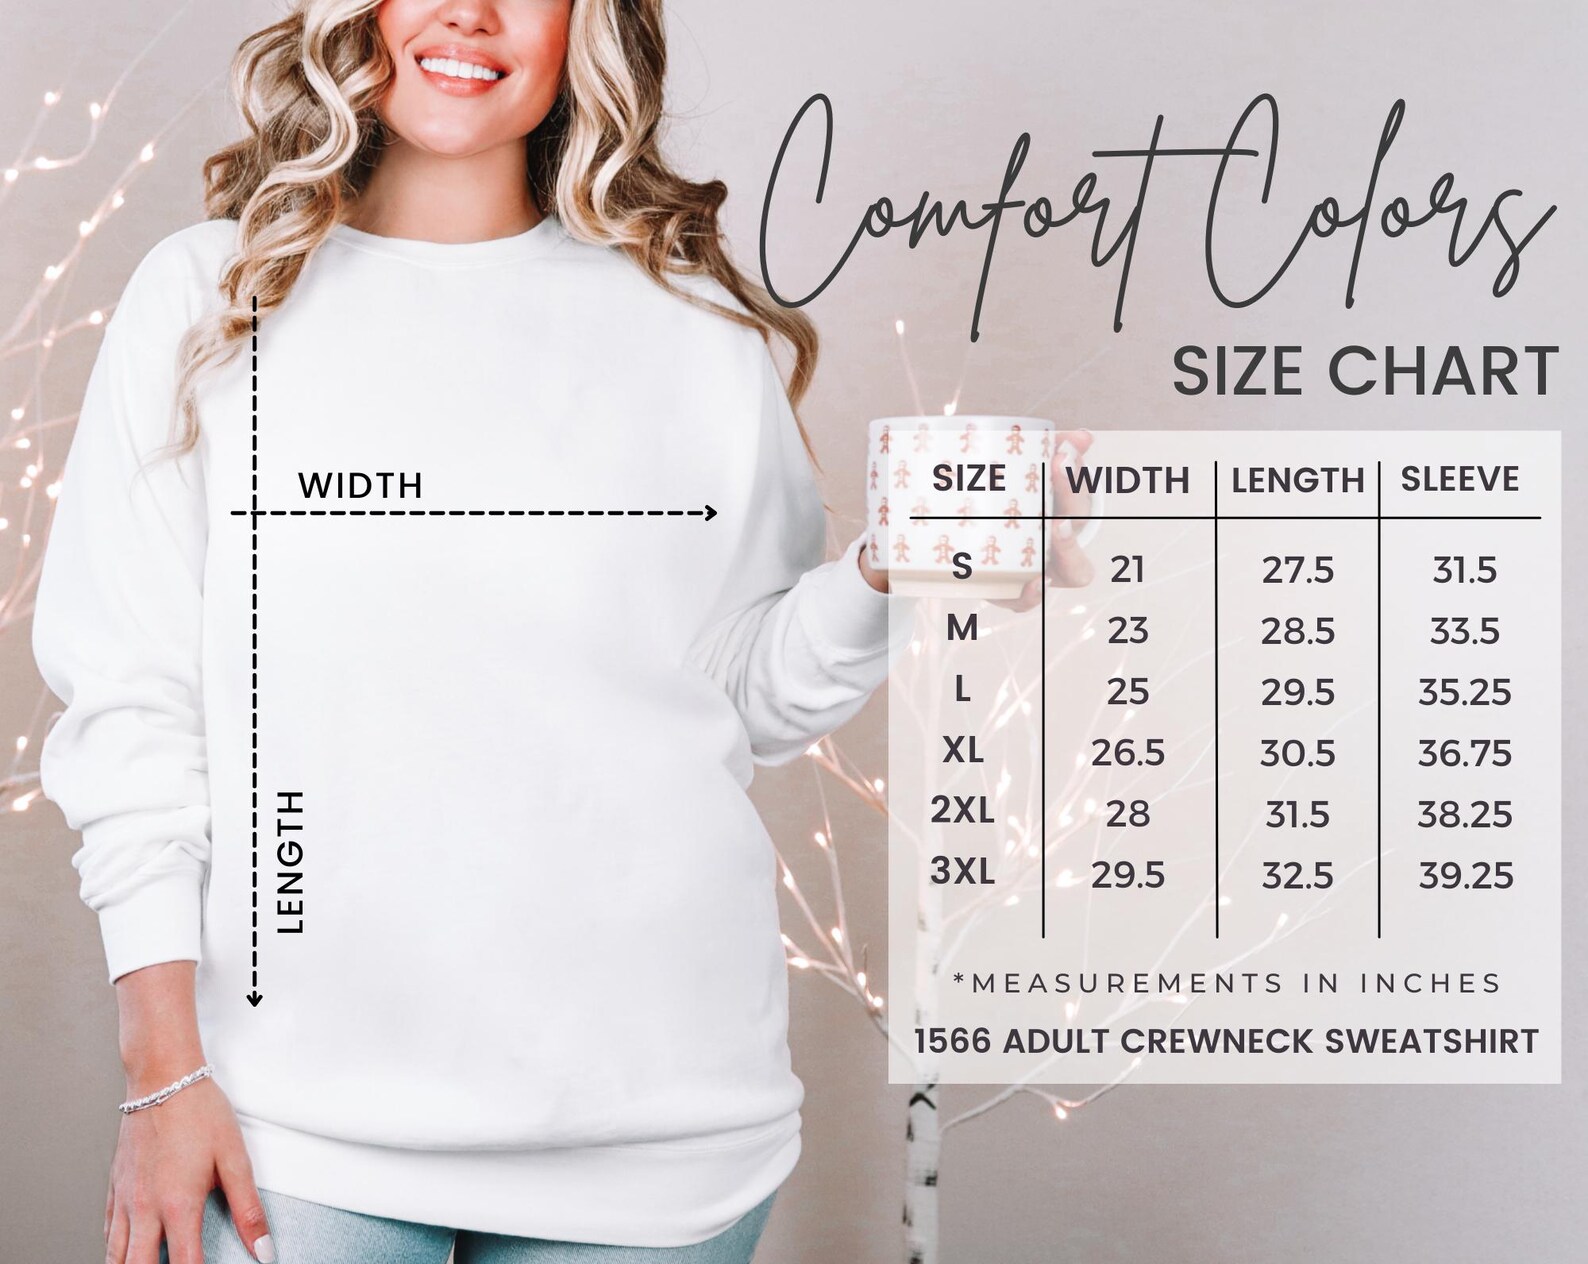 Comfort Colors
SIZE CHART
WIDTH
LENGTH
SIZE WIDTH LENGTH SLEEVE
S 21 27.5 31.5
M 23 28.5 33.5
L 25 29.5 35.25
XL 26.5 30.5 36.75
2XL 28 31.5 38.25
3XL 29.5 32.5 39.25
*MEASUREMENTS IN INCHES
1566 ADULT CREWNECK SWEATSHIRT